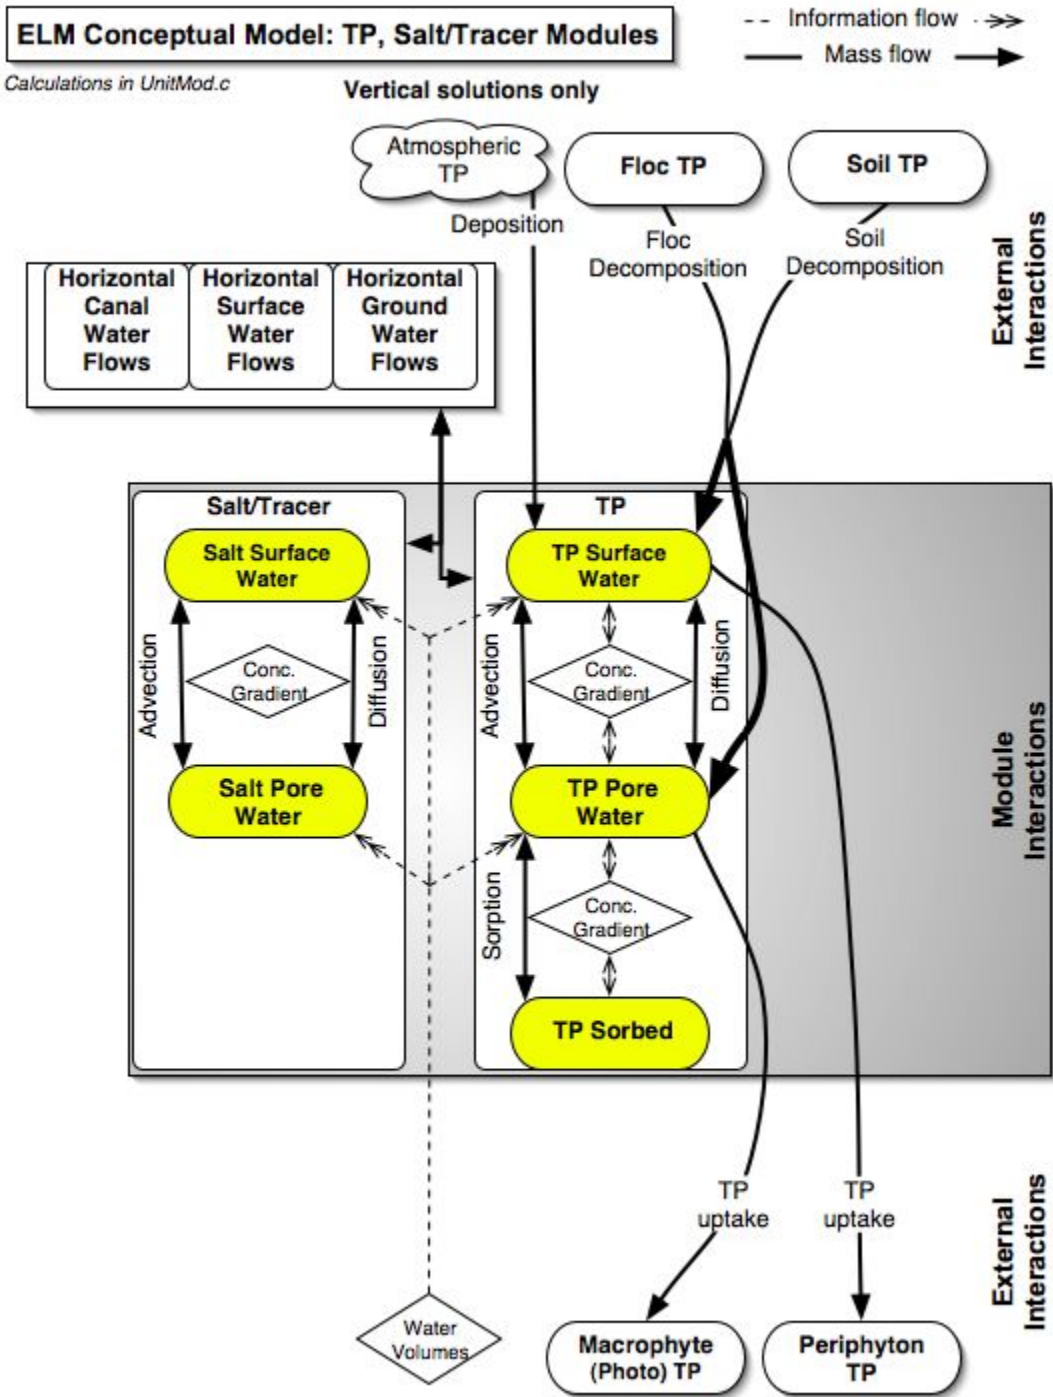 ELM Conceptual Model: TP, Salt/Tracer Modules
Information flow
Mass flow
Calculations in UnitMod.c
Vertical solutions only
Atmospheric
TP
Floc TP
Soil TP
Deposition
Floc
Decomposition
Soil
Decomposition
External
Interactions
Horizontal
Canal
Water
Flows
Horizontal
Surface
Water
Flows
Horizontal
Ground
Water
Flows
Salt/Tracer
TP
Salt Surface
Water
TP Surface
Water
Advection
Conc.
Gradient
Diffusion
Advection
Conc.
Gradient
Diffusion
Salt Pore
Water
TP Pore
Water
Module
Interactions
Sorption
Conc.
Gradient
TP Sorbed
TP
uptake
TP
uptake
External
Interactions
Water
Volumes
Macrophyte
(Photo) TP
Periphyton
TP